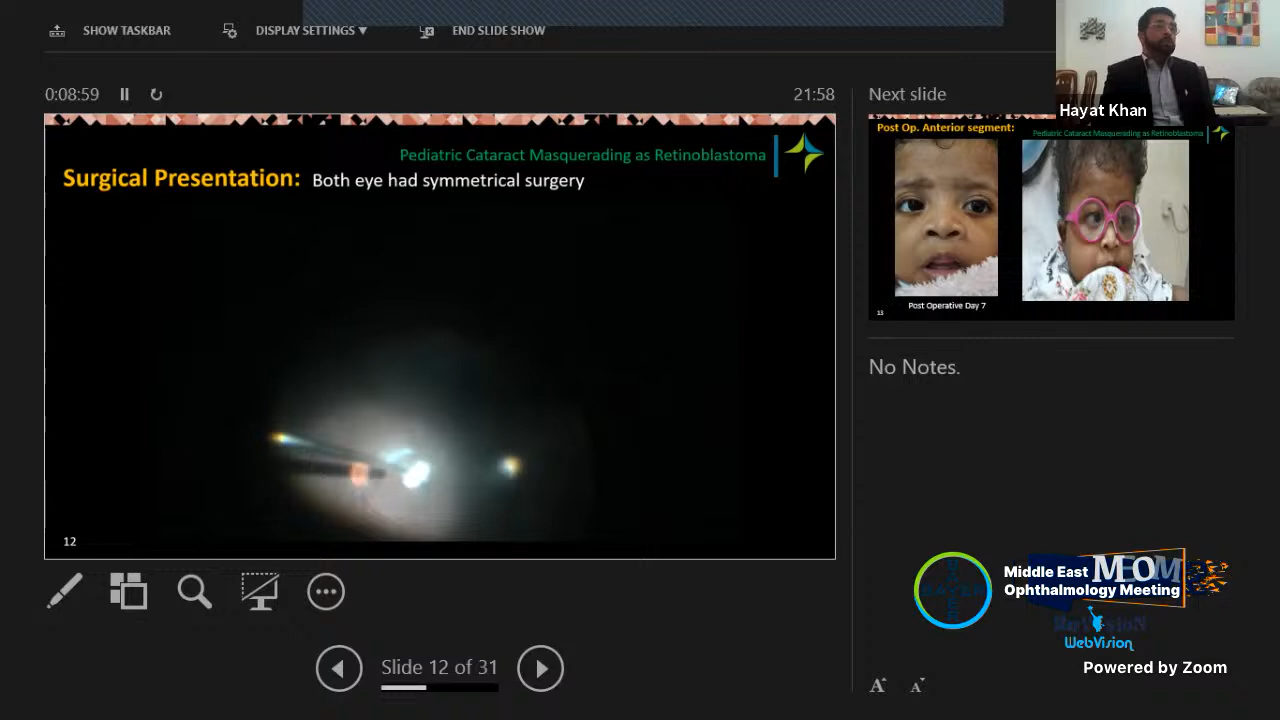 SHOW TASKBAR
DISPLAY SETTINGS ▼
END SLIDE SHOW
0:08:59
21:58
Next slide
Hayat Khan
Pediatric Cataract Masquerading as Retinoblastoma
Surgical Presentation: Both eye had symmetrical surgery
12
Post Op. Anterior segment:
Pediatric Cataract Masquerading as Retinoblastoma
Post Operative Day 7
13
No Notes.
BAYER
Middle East
Ophthalmology Meeting
WebVision
Powered by Zoom
Slide 12 of 31
A
A